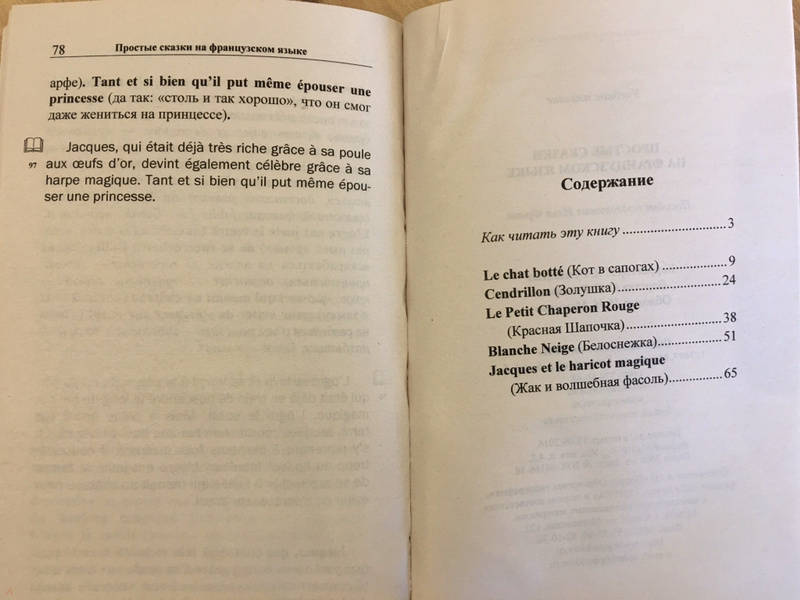 78 Простые сказки на французском языке
арфе). Tant et si bien qu'il put même épouser une
princesse (да так: «столь и так хорошо», что он смог
даже жениться на принцессе).
Jacques, qui était déjà très riche grâce à sa poule
97 aux œufs d'or, devint également célèbre grâce à sa
harpe magique. Tant et si bien qu'il put même épou-
ser une princesse.
Содержание
Как читать эту книгу ........................ 3
Le chat botté (Кот в сапогах) ............... 9
Cendrillon (Золушка) ........................ 24
Le Petit Chaperon Rouge
(Красная Шапочка) ........................ 38
Blanche Neige (Белоснежка) ............... 51
Jacques et le haricot magique
(Жак и волшебная фасоль) ............... 65